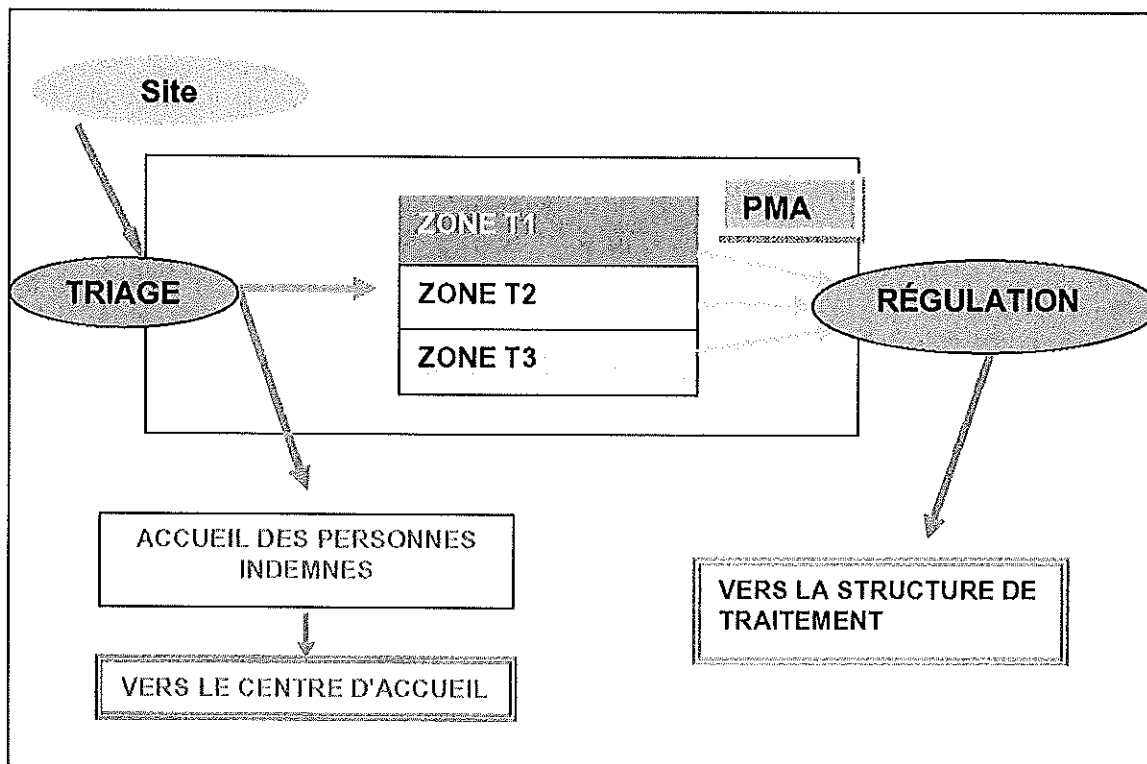 Site
PMA
ZONE T1
TRIAGE
ZONE T2
RÉGULATION
ZONE T3
ACCUEIL DES PERSONNES
INDEMNES
VERS LA STRUCTURE DE
TRAITEMENT
VERS LE CENTRE D'ACCUEIL